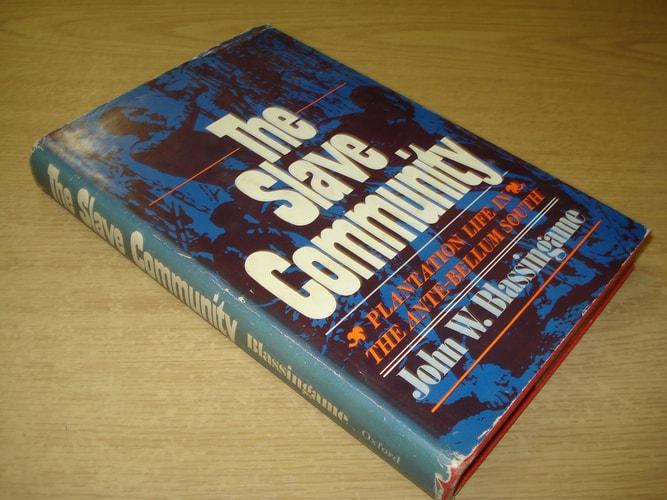 The
Slave
Community
PLANTATION LIFE IN
THE ANTE-BELLUM SOUTH
John W. Blassingame
The Slave Community Blassingame Oxford